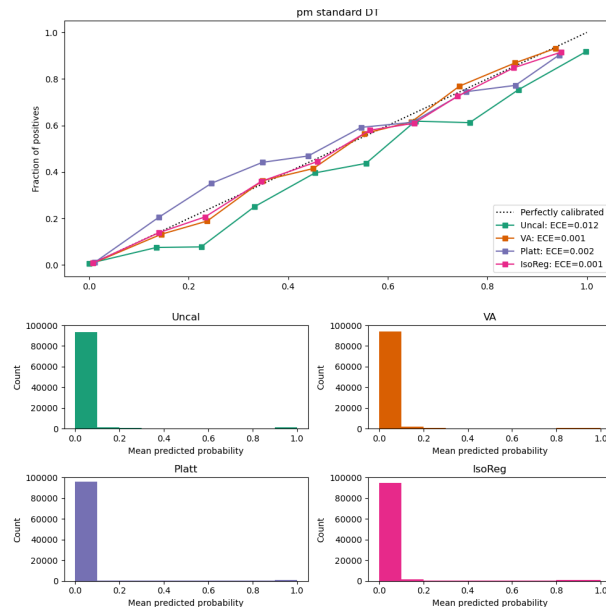 pm standard DT
1.0
0.8
0.6
0.4
0.2
0.0
Fraction of positives
0.0 0.2 0.4 0.6 0.8 1.0
Perfectly calibrated
Uncal: ECE=0.012
VA: ECE=0.001
Platt: ECE=0.002
IsoReg: ECE=0.001
Uncal
100000
80000
60000
40000
20000
0
Count
0.0 0.2 0.4 0.6 0.8 1.0
Mean predicted probability
VA
100000
80000
60000
40000
20000
0
Count
0.0 0.2 0.4 0.6 0.8 1.0
Mean predicted probability
Platt
100000
80000
60000
40000
20000
0
Count
0.0 0.2 0.4 0.6 0.8 1.0
Mean predicted probability
IsoReg
100000
80000
60000
40000
20000
0
Count
0.0 0.2 0.4 0.6 0.8 1.0
Mean predicted probability